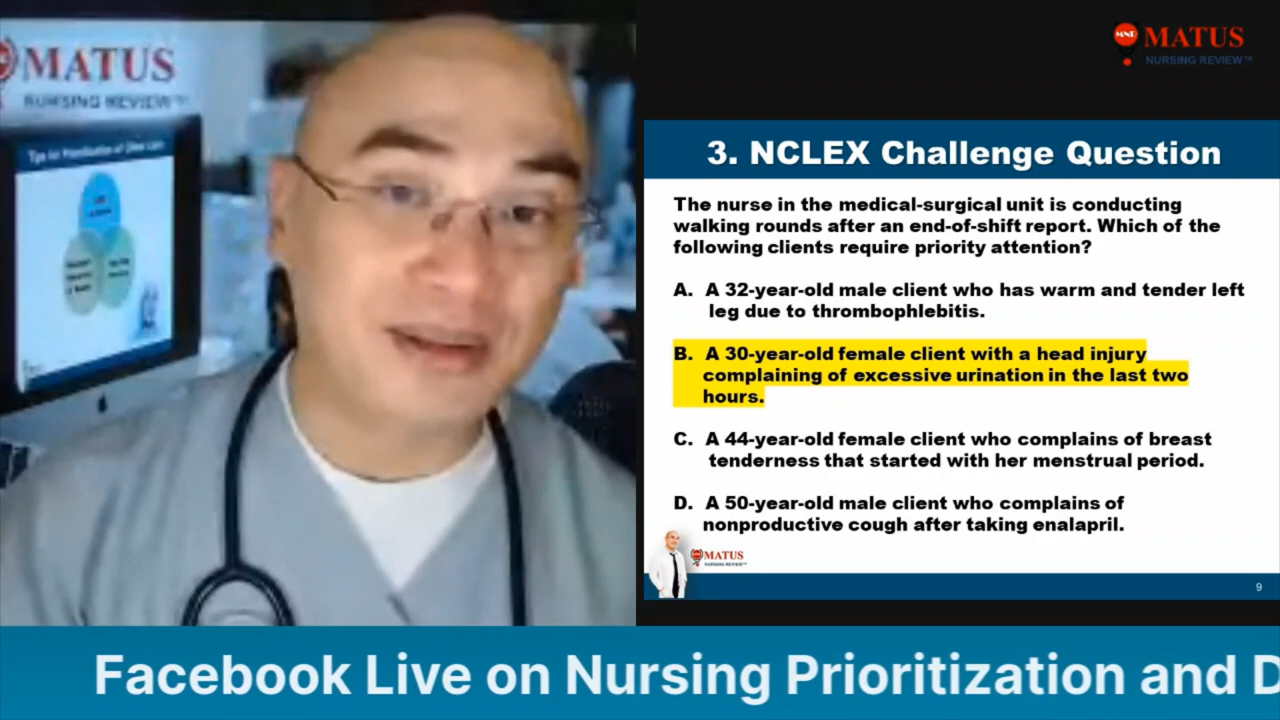 MATUS
NURSING REVIEW™
MATUS
NURSING REVIEW™
3. NCLEX Challenge Question
The nurse in the medical-surgical unit is conducting
walking rounds after an end-of-shift report. Which of the
following clients require priority attention?
A. A 32-year-old male client who has warm and tender left
leg due to thrombophlebitis.
B. A 30-year-old female client with a head injury
complaining of excessive urination in the last two
hours.
C. A 44-year-old female client who complains of breast
tenderness that started with her menstrual period.
D. A 50-year-old male client who complains of
nonproductive cough after taking enalapril.
MATUS
NURSING REVIEW™
9
Facebook Live on Nursing Prioritization and D